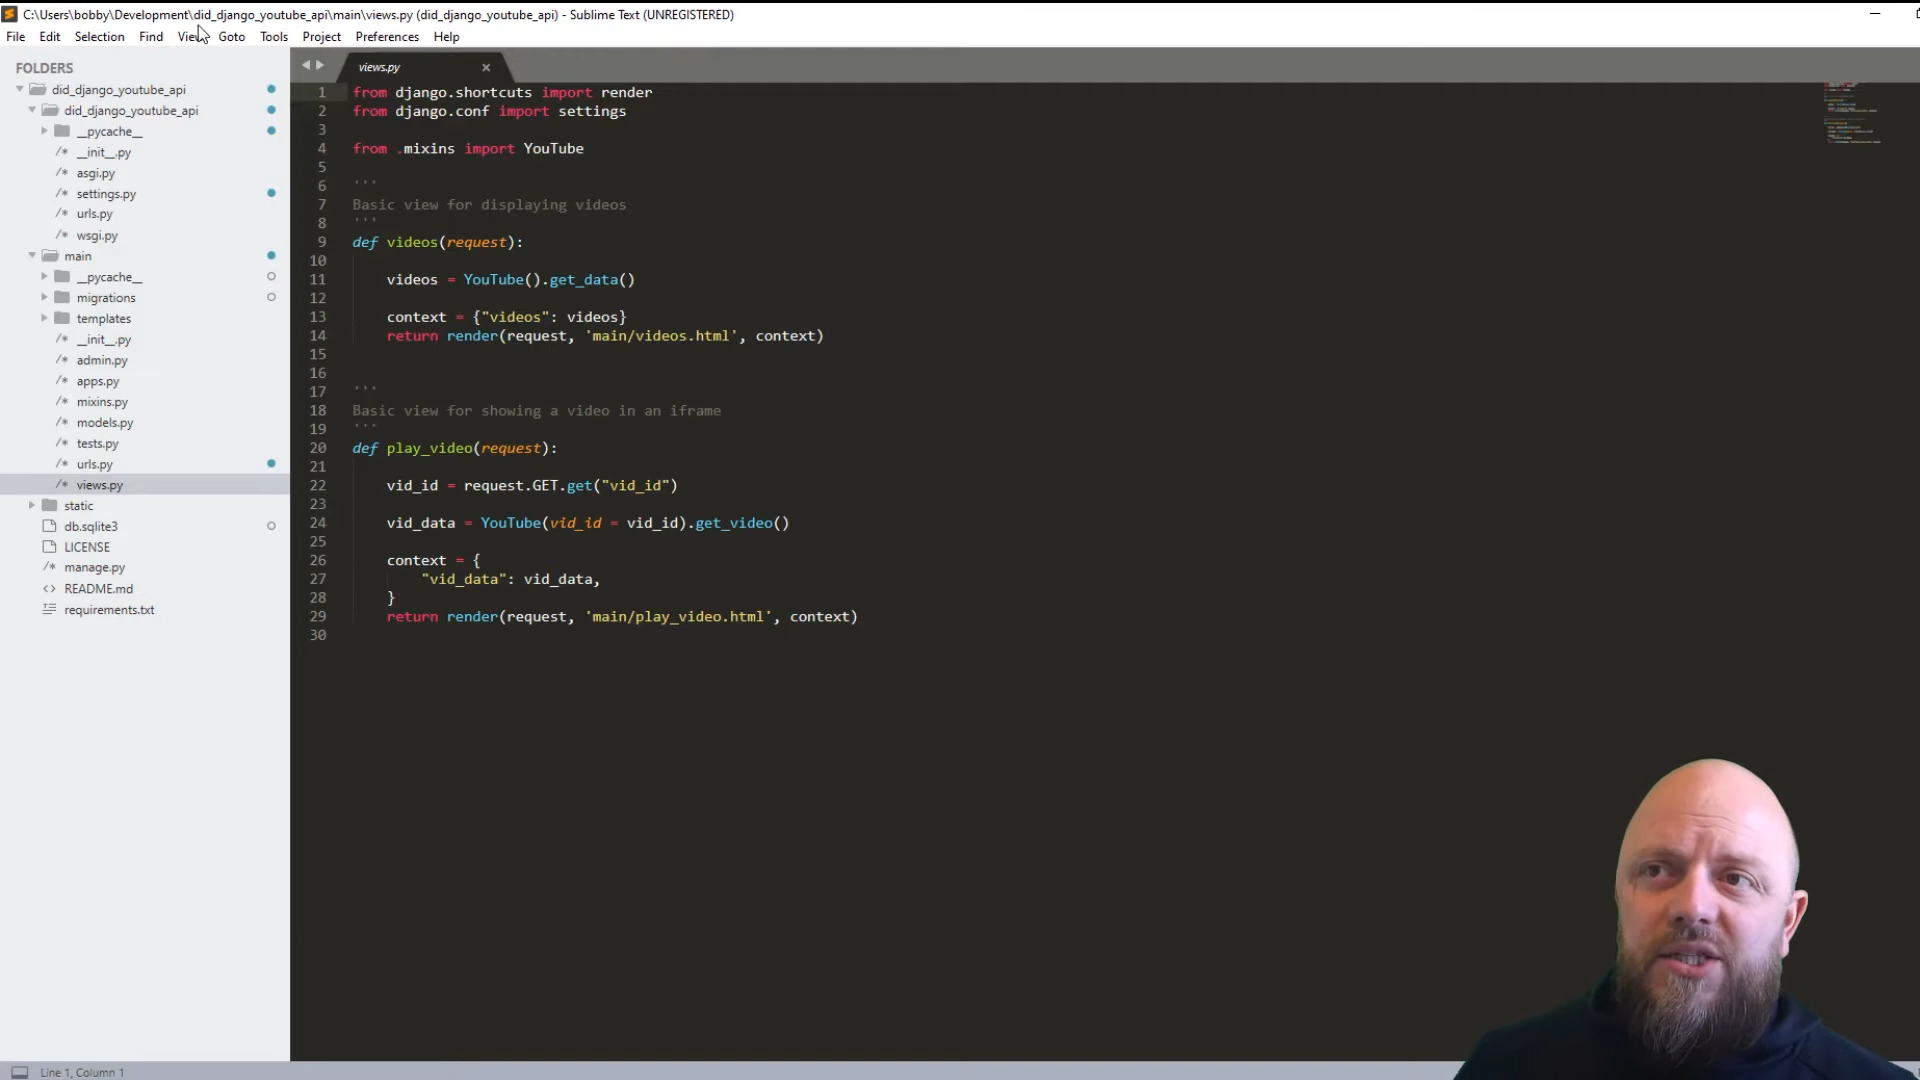 C:\Users\bobby\Development\did_django_youtube_api\main\views.py (did_django_youtube_api) - Sublime Text (UNREGISTERED)
File Edit Selection Find View Goto Tools Project Preferences Help
FOLDERS
did_django_youtube_api
did_django_youtube_api
__pycache__
/* __init__.py
/* asgi.py
/* settings.py
/* urls.py
/* wsgi.py
main
__pycache__
migrations
templates
/* __init__.py
/* admin.py
/* apps.py
/* mixins.py
/* models.py
/* tests.py
/* urls.py
/* views.py
static
db.sqlite3
LICENSE
/* manage.py
<> README.md
requirements.txt
views.py
1 from django.shortcuts import render
2 from django.conf import settings
3
4 from .mixins import YouTube
5
6 '''
7 Basic view for displaying videos
8 '''
9 def videos(request):
10
11 videos = YouTube().get_data()
12
13 context = {"videos": videos}
14 return render(request, 'main/videos.html', context)
15
16
17 '''
18 Basic view for showing a video in an iframe
19 '''
20 def play_video(request):
21
22 vid_id = request.GET.get("vid_id")
23
24 vid_data = YouTube(vid_id = vid_id).get_video()
25
26 context = {
27 "vid_data": vid_data,
28 }
29 return render(request, 'main/play_video.html', context)
30
Line 1, Column 1